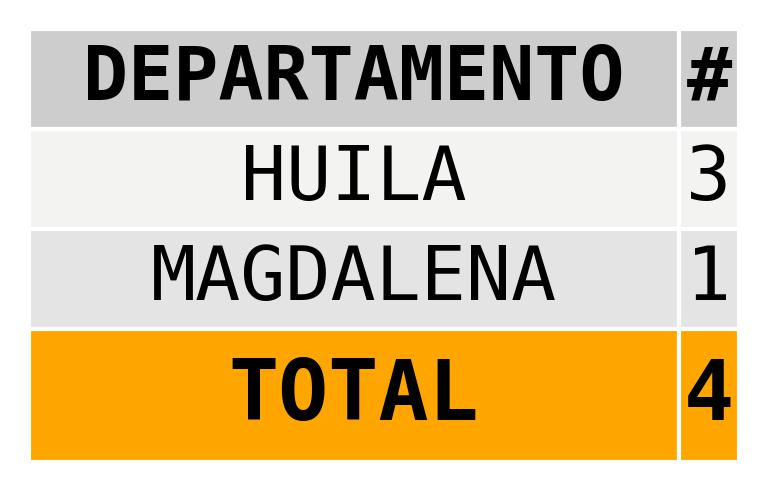 DEPARTAMENTO #
HUILA 3
MAGDALENA 1
TOTAL 4